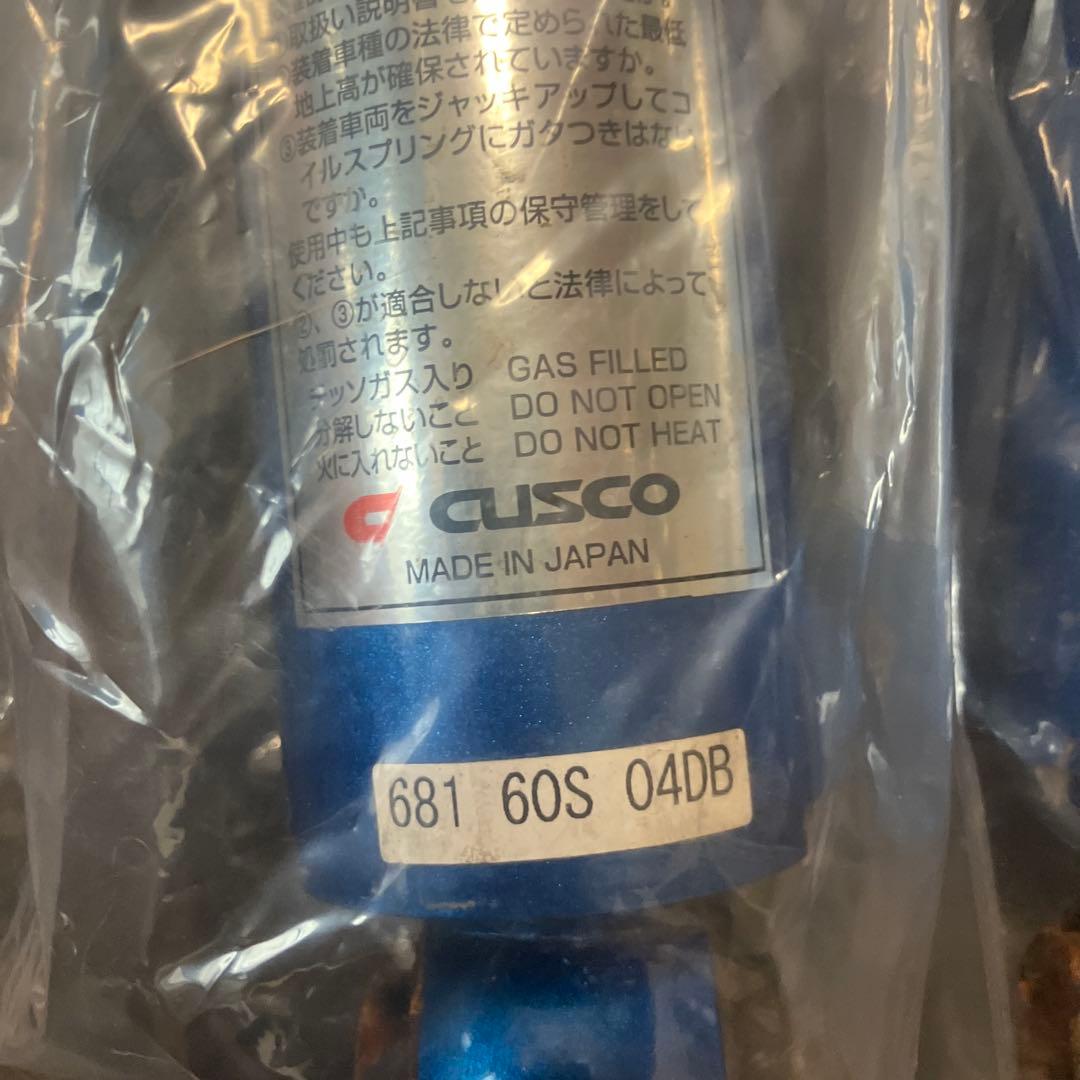 取扱い説明書
②装着車種の法律で定められた最低
地上高が確保されていますか。
③装着車両をジャッキアップしてコ
イルスプリングにガタつきはない
ですか。
使用中も上記事項の保守管理をして
ください。
②、③が適合しないと法律によって
処罰されます。
チッソガス入り GAS FILLED
分解しないこと DO NOT OPEN
火に入れないこと DO NOT HEAT
CUSCO
MADE IN JAPAN
681 60S 04DB